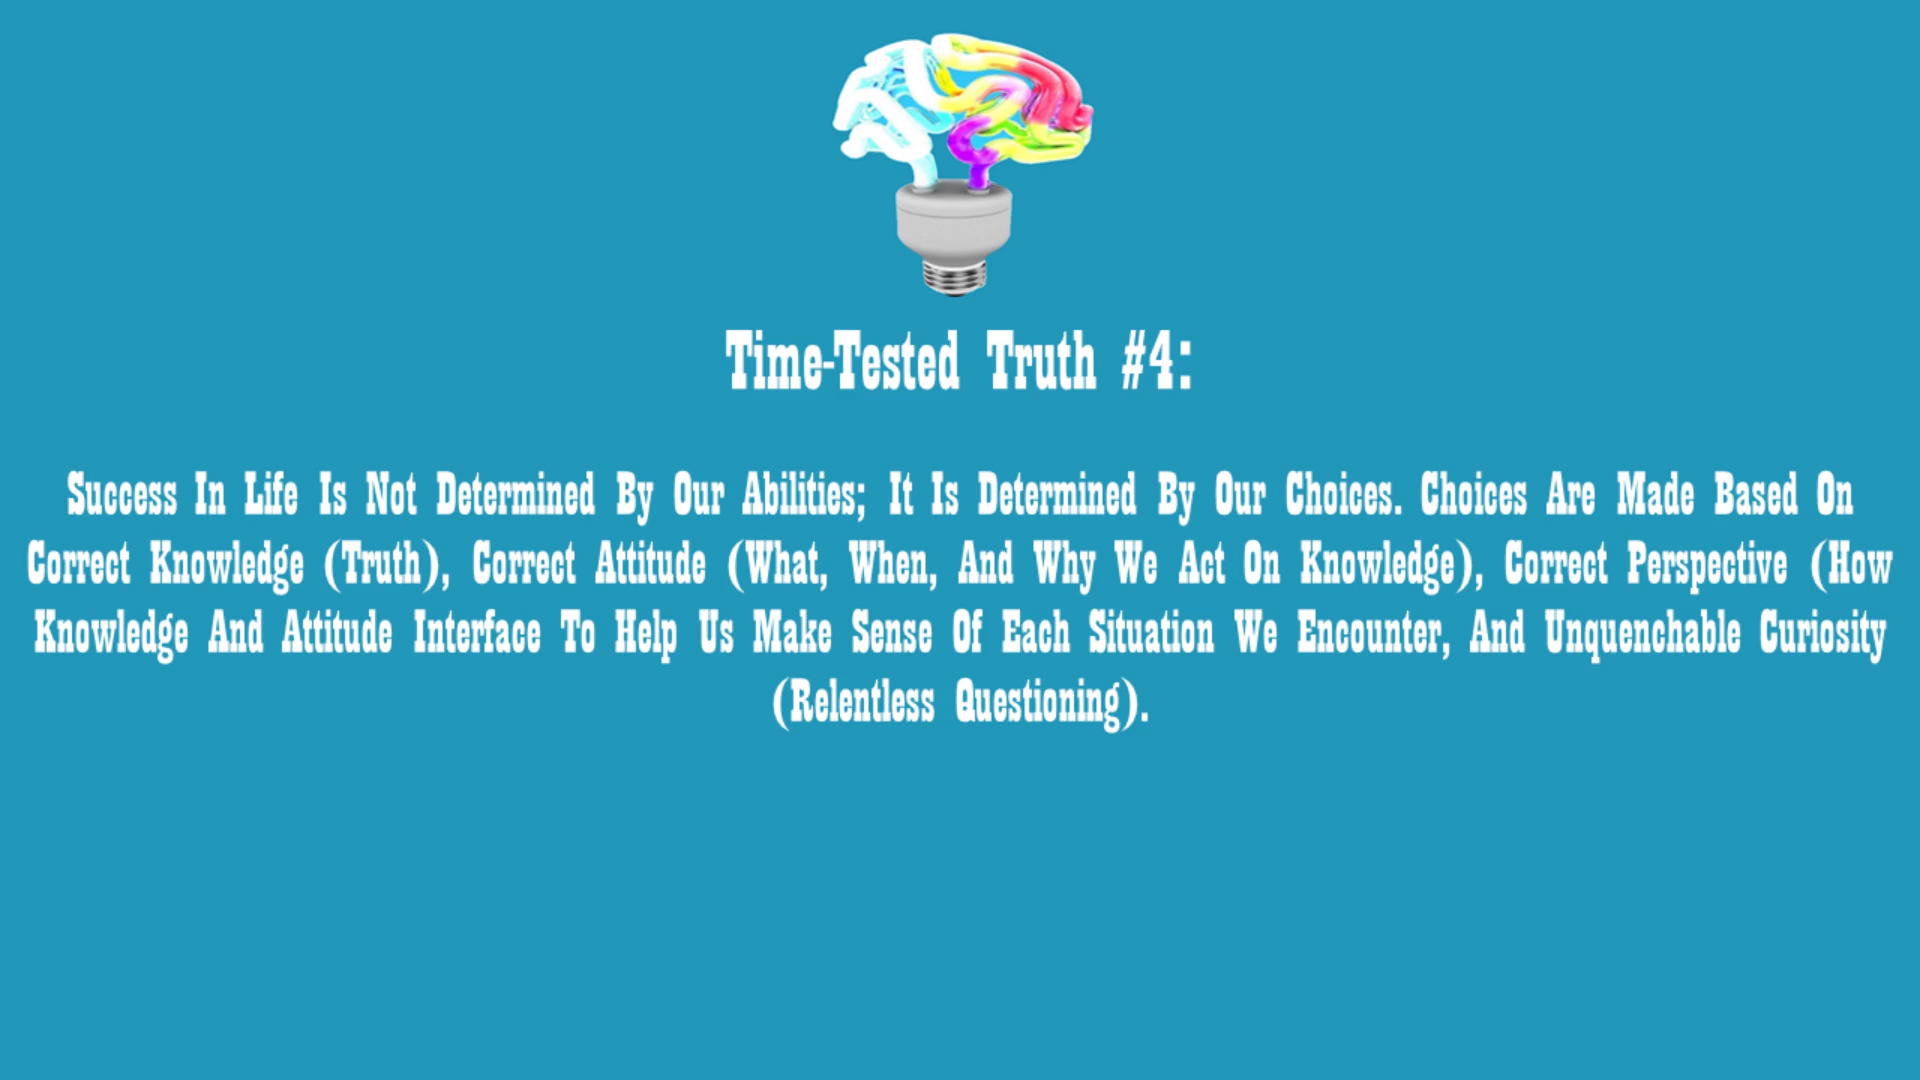 Time-Tested Truth #4:
Success In Life Is Not Determined By Our Abilities; It Is Determined By Our Choices. Choices Are Made Based On
Correct Knowledge (Truth), Correct Attitude (What, When, And Why We Act On Knowledge), Correct Perspective (How
Knowledge And Attitude Interface To Help Us Make Sense Of Each Situation We Encounter, And Unquenchable Curiosity
(Relentless Questioning).